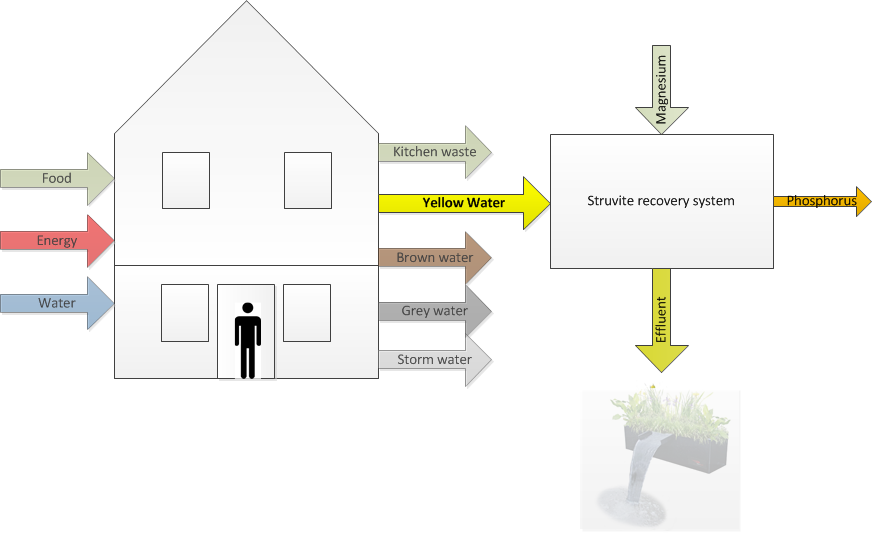 Food
Energy
Water
Kitchen waste
Yellow Water
Brown water
Grey water
Storm water
Magnesium
Struvite recovery system
Phosphorus
Effluent